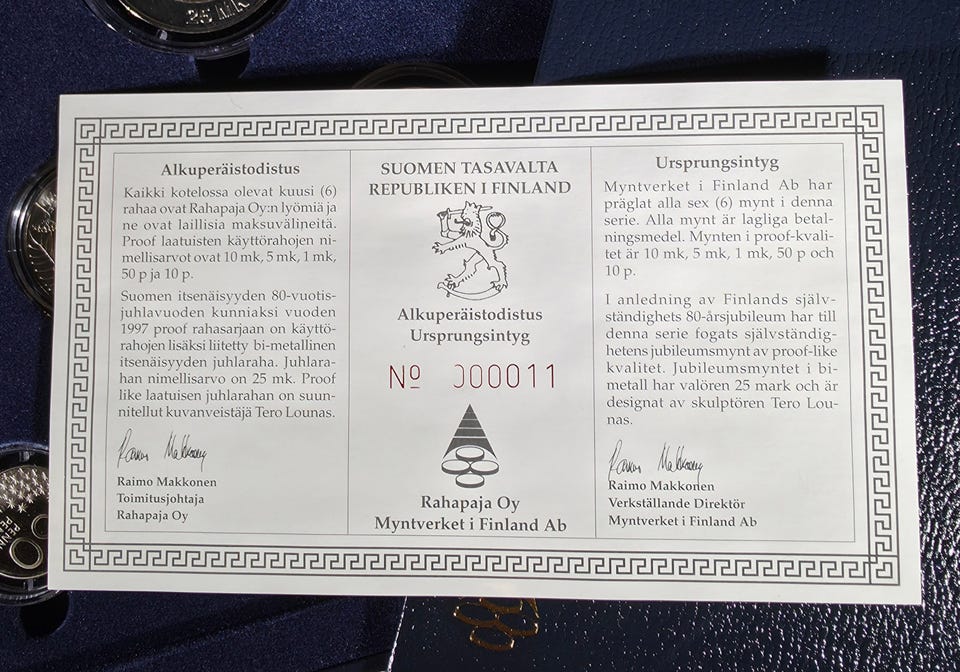 25 MK
Alkuperäistodistus
Kaikki kotelossa olevat kuusi (6)
rahaa ovat Rahapaja Oy:n lyömiä ja
ne ovat laillisia maksuvälineitä.
Proof laatuisten käyttörahojen ni-
mellisarvot ovat 10 mk, 5 mk, 1 mk,
50 p ja 10 p.
Suomen itsenäisyyden 80-vuotis-
juhlavuoden kunniaksi vuoden
1997 proof rahasarjaan on käyttö-
rahojen lisäksi liitetty bi-metallinen
itsenäisyyden juhlaraha. Juhlara-
han nimellisarvo on 25 mk. Proof
like laatuisen juhlarahan on suun-
nitellut kuvanveistäjä Tero Lounas.
Raimo Makkonen
Raimo Makkonen
Toimitusjohtaja
Rahapaja Oy
SUOMEN TASAVALTA
REPUBLIKEN I FINLAND
Alkuperäistodistus
Ursprungsintyg
Nº 000011
Rahapaja Oy
Myntverket i Finland Ab
Ursprungsintyg
Myntverket i Finland Ab har
präglat alla sex (6) mynt i denna
serie. Alla mynt är lagliga betal-
ningsmedel. Mynten i proof-kvali-
tet är 10 mk, 5 mk, 1 mk, 50 p och
10 p.
I anledning av Finlands själv-
ständighets 80-årsjubileum har till
denna serie fogats självständig-
hetens jubileumsmynt av proof-like
kvalitet. Jubileumsmyntet i bi-
metall har valören 25 mark och är
designat av skulptören Tero Lou-
nas.
Raimo Makkonen
Raimo Makkonen
Verkställande Direktör
Myntverket i Finland Ab